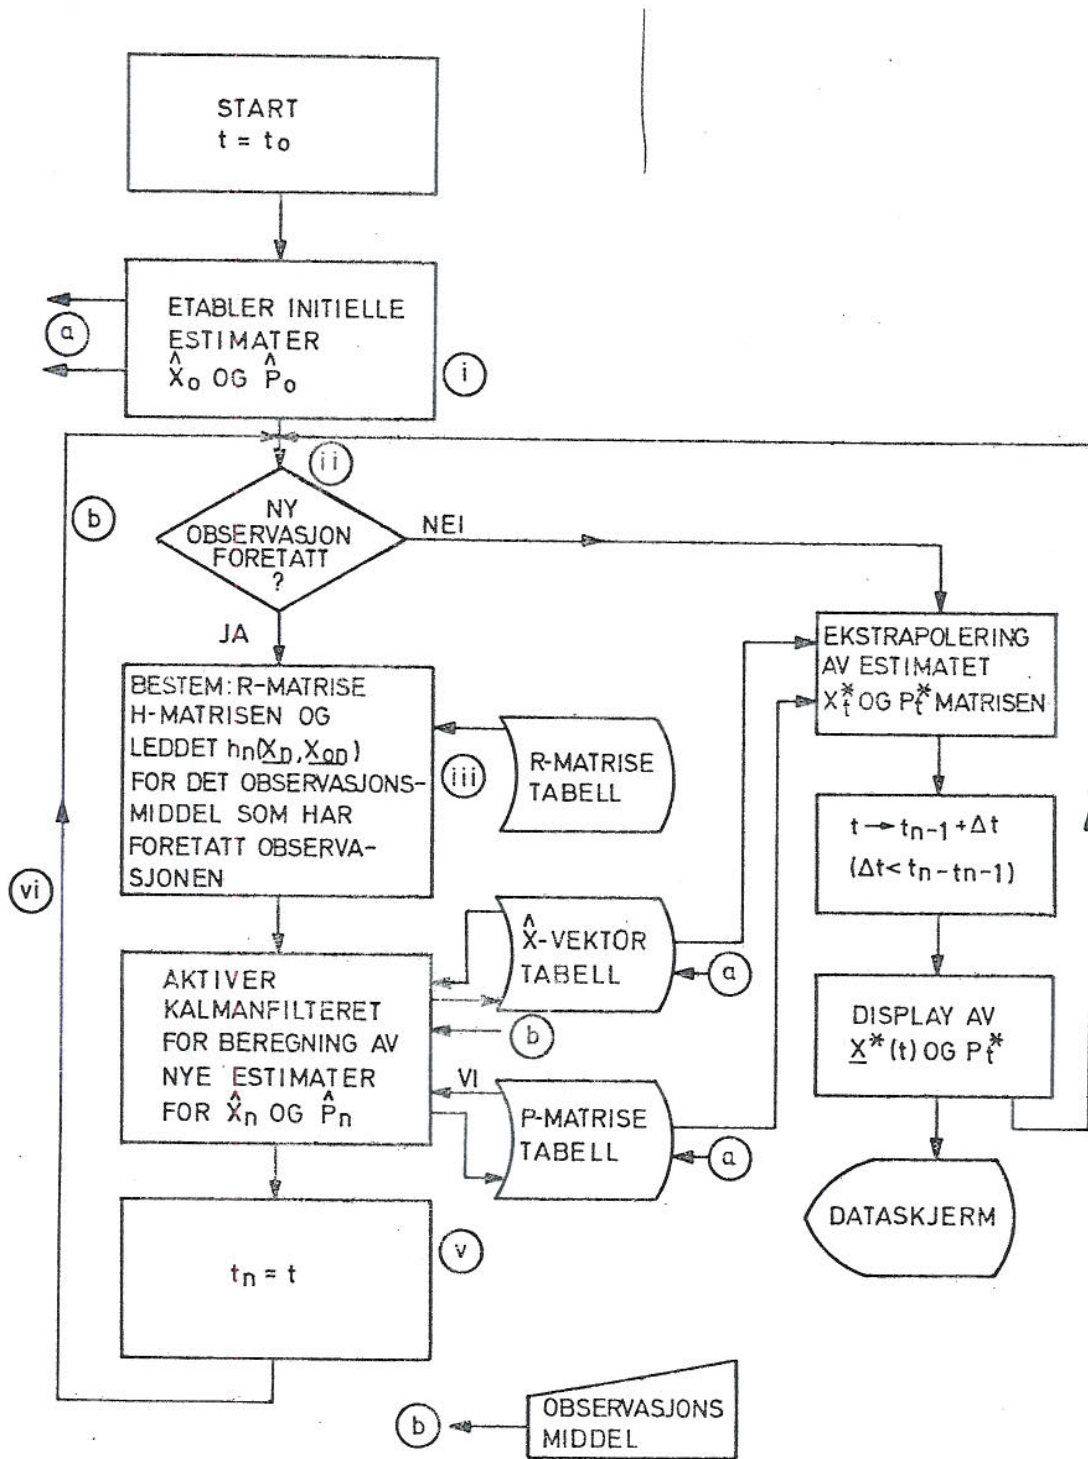 START
t = t₀
ETABLER INITIELLE
ESTIMATER
X̂₀ OG P̂₀
a
i
ii
b
NY
OBSERVASJON
FORETATT
?
NEI
JA
BESTEM: R-MATRISE
H-MATRISEN OG
LEDDET hn(Xn, Xon)
FOR DET OBSERVASJONS-
MIDDEL SOM HAR
FORETATT OBSERVA-
SJONEN
iii
R-MATRISE
TABELL
EKSTRAPOLERING
AV ESTIMATET
X*t OG P*t MATRISEN
t → tn-1 + Δt
(Δt < tn - tn-1)
vi
AKTIVER
KALMANFILTERET
FOR BEREGNING AV
NYE ESTIMATER
FOR X̂n OG P̂n
X̂-VEKTOR
TABELL
a
b
VI
P-MATRISE
TABELL
a
DISPLAY AV
X*(t) OG P*t
DATASKJERM
tn = t
v
b
OBSERVASJONS
MIDDEL